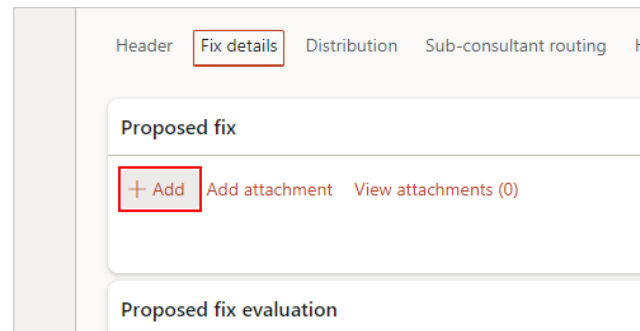 Header Fix details Distribution Sub-consultant routing
Proposed fix
+ Add Add attachment View attachments (0)
Proposed fix evaluation